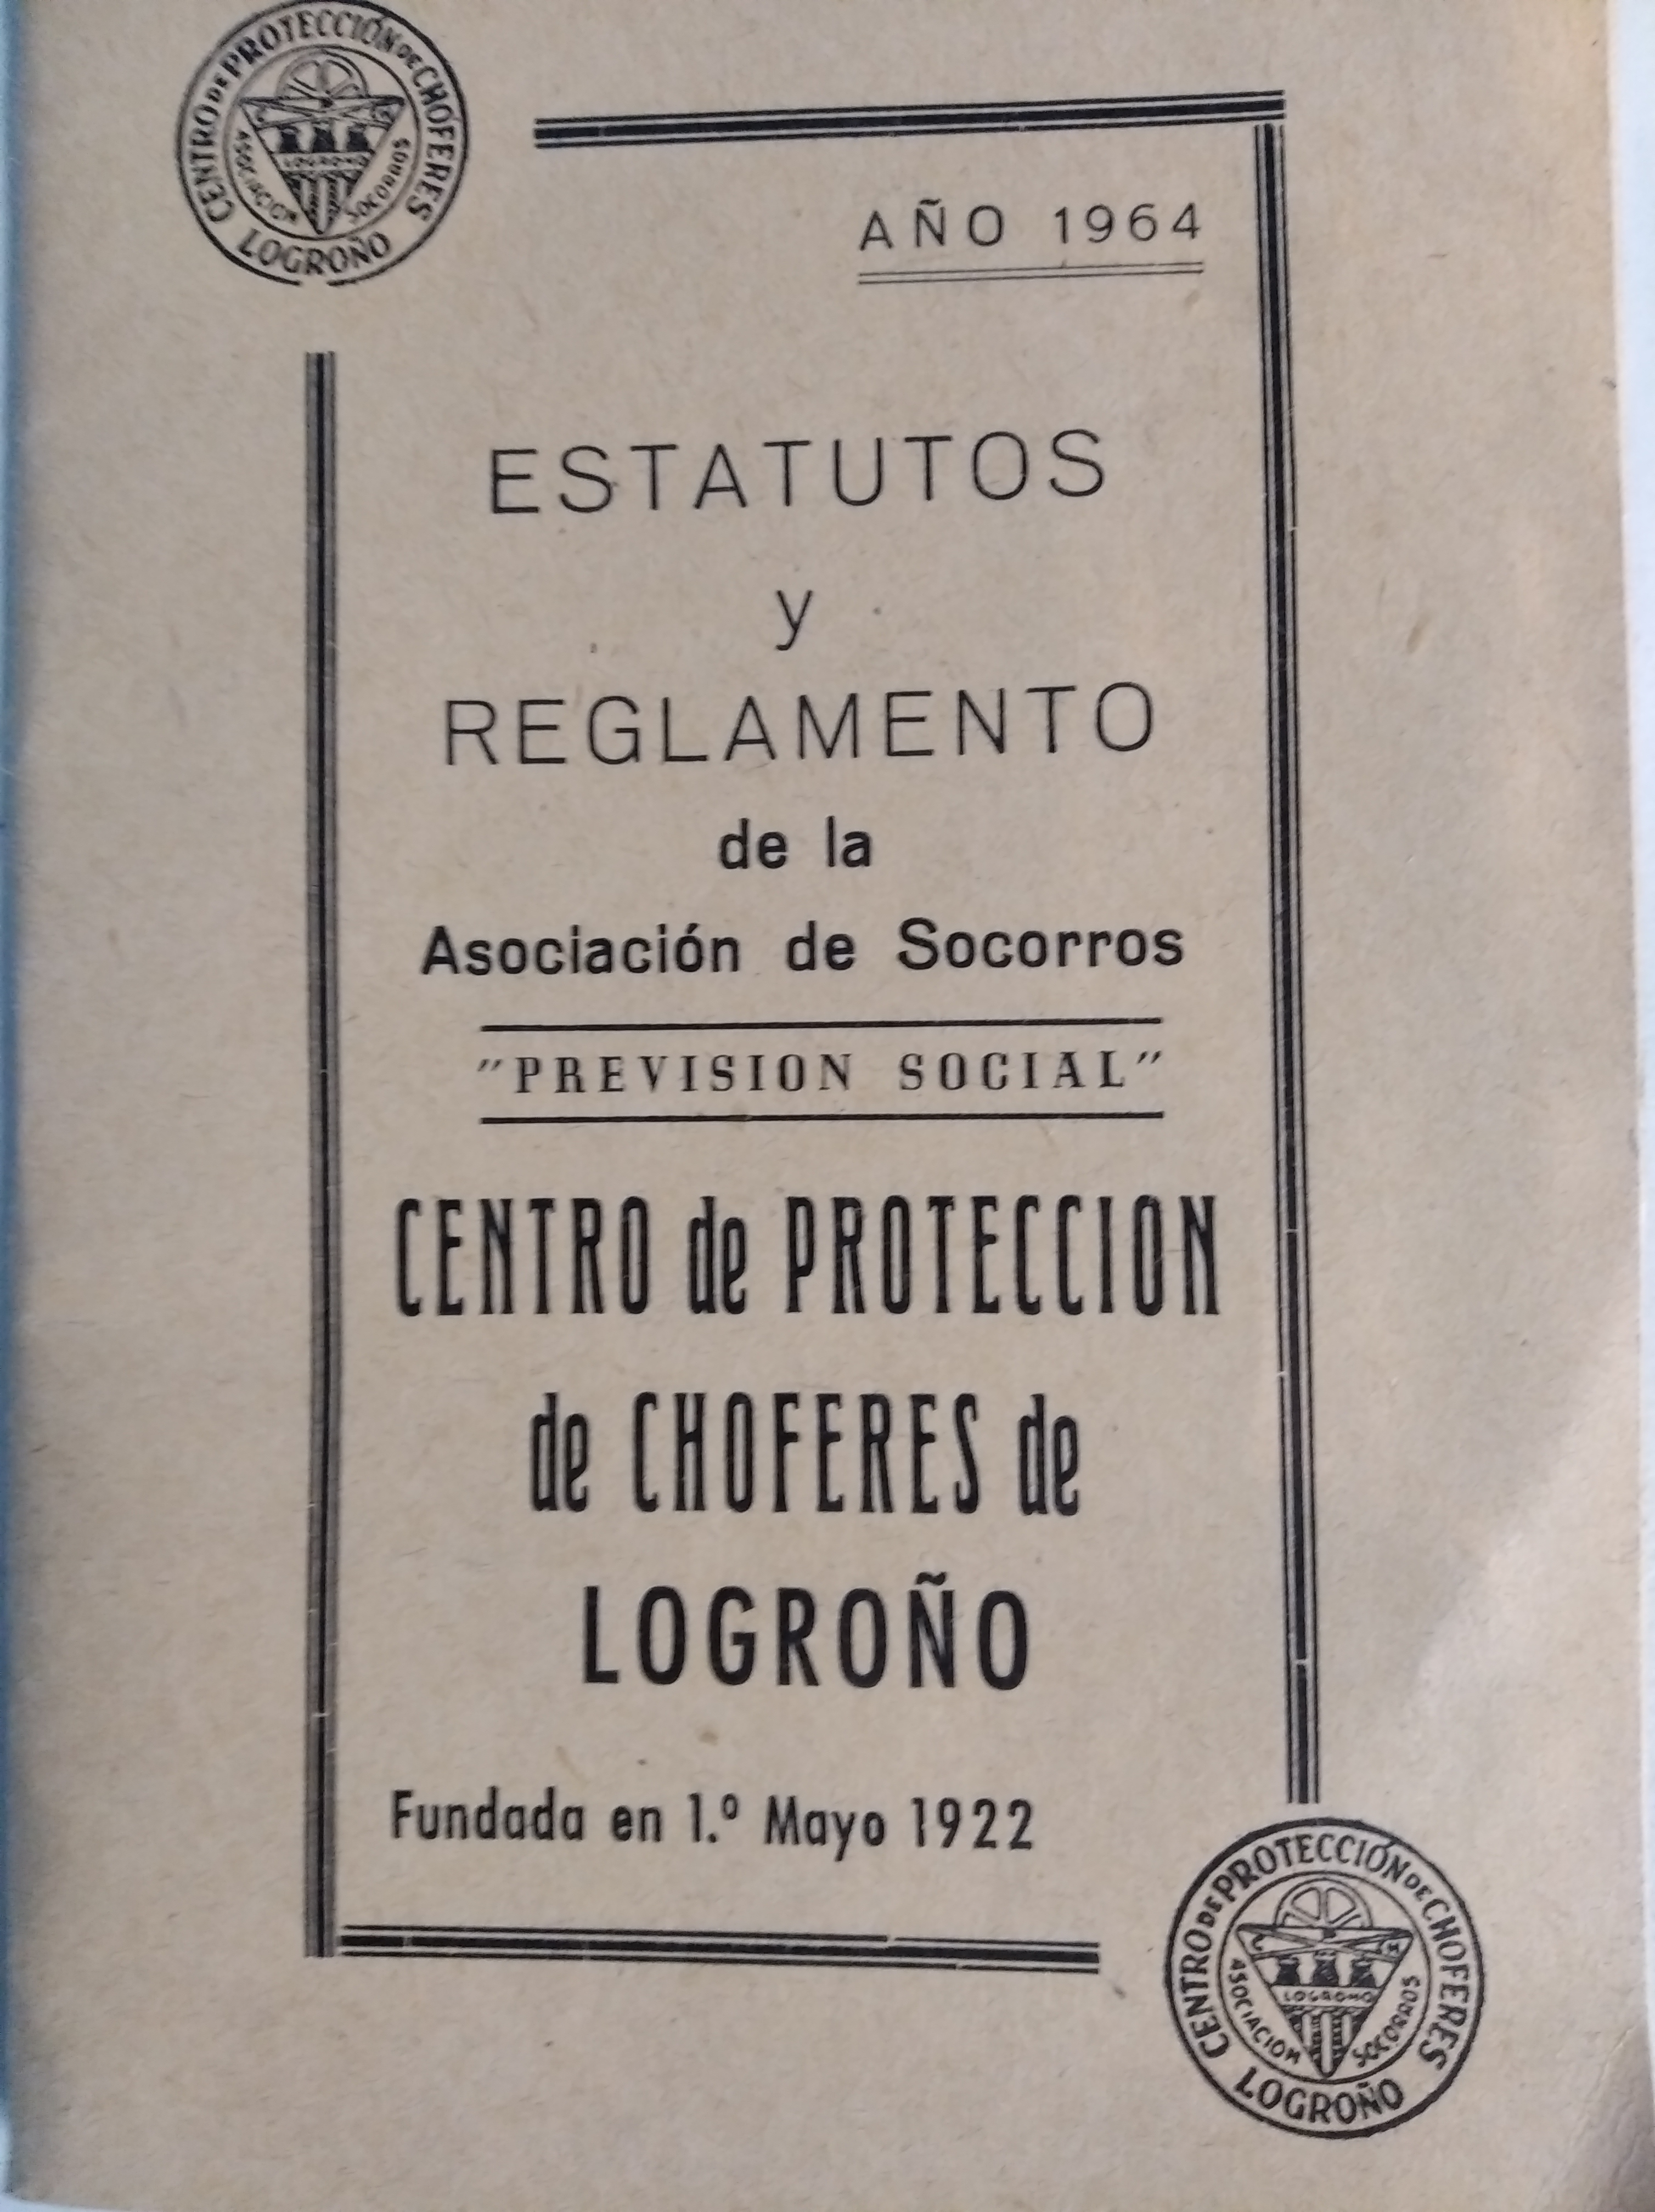 CENTRO DE PROTECCIÓN DE CHOFERES
LOGROÑO
ASOCIACION SOCORROS
LOGROÑO
AÑO 1964
ESTATUTOS
y
REGLAMENTO
de la
Asociación de Socorros
"PREVISION SOCIAL"
CENTRO de PROTECCION
de CHOFERES de
LOGROÑO
Fundada en 1.º Mayo 1922
CENTRO DE PROTECCIÓN DE CHOFERES
LOGROÑO
ASOCIACION SOCORROS
LOGROÑO